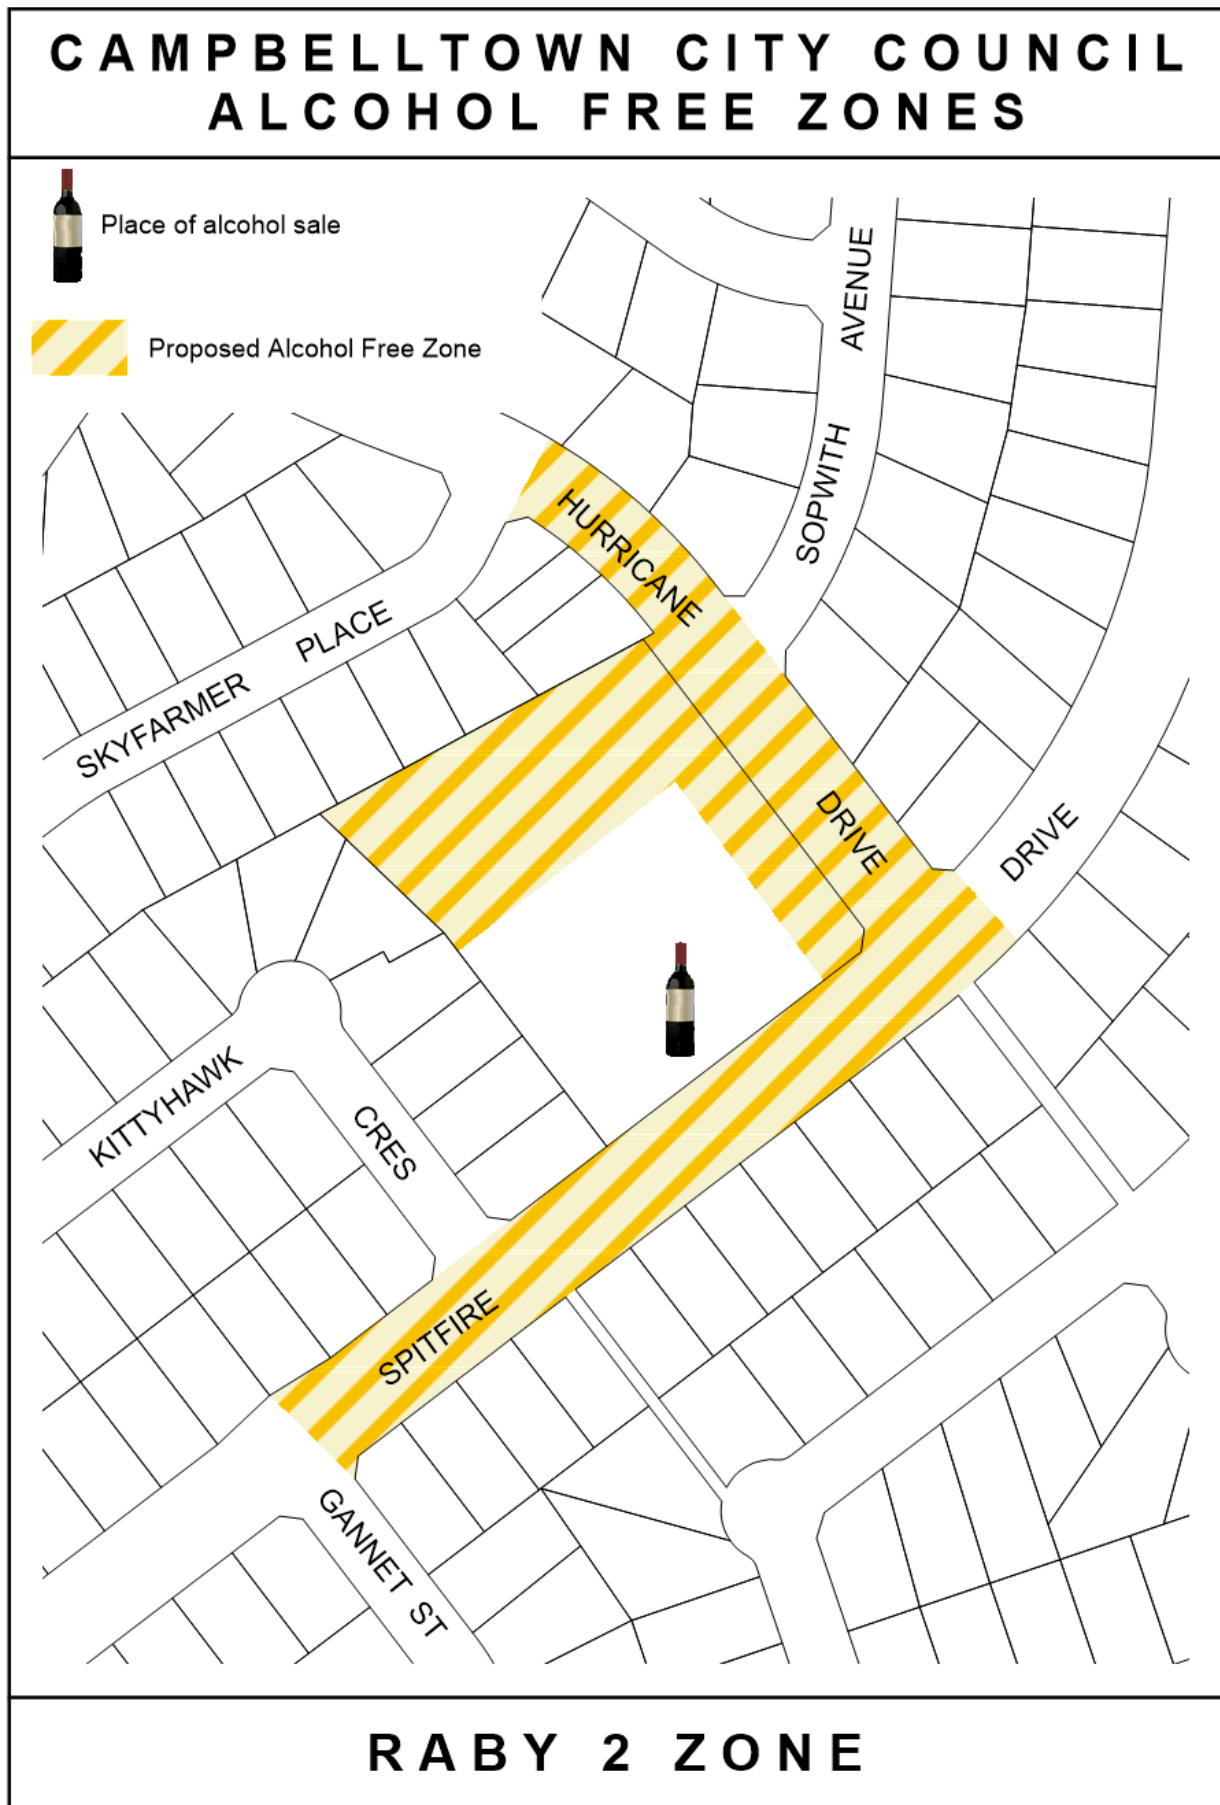 CAMPBELLTOWN CITY COUNCIL
ALCOHOL FREE ZONES
Place of alcohol sale
Proposed Alcohol Free Zone
AVENUE
SOPWITH
HURRICANE
PLACE
SKYFARMER
DRIVE
DRIVE
KITTYHAWK
CRES
SPITFIRE
GANNET ST
RABY 2 ZONE